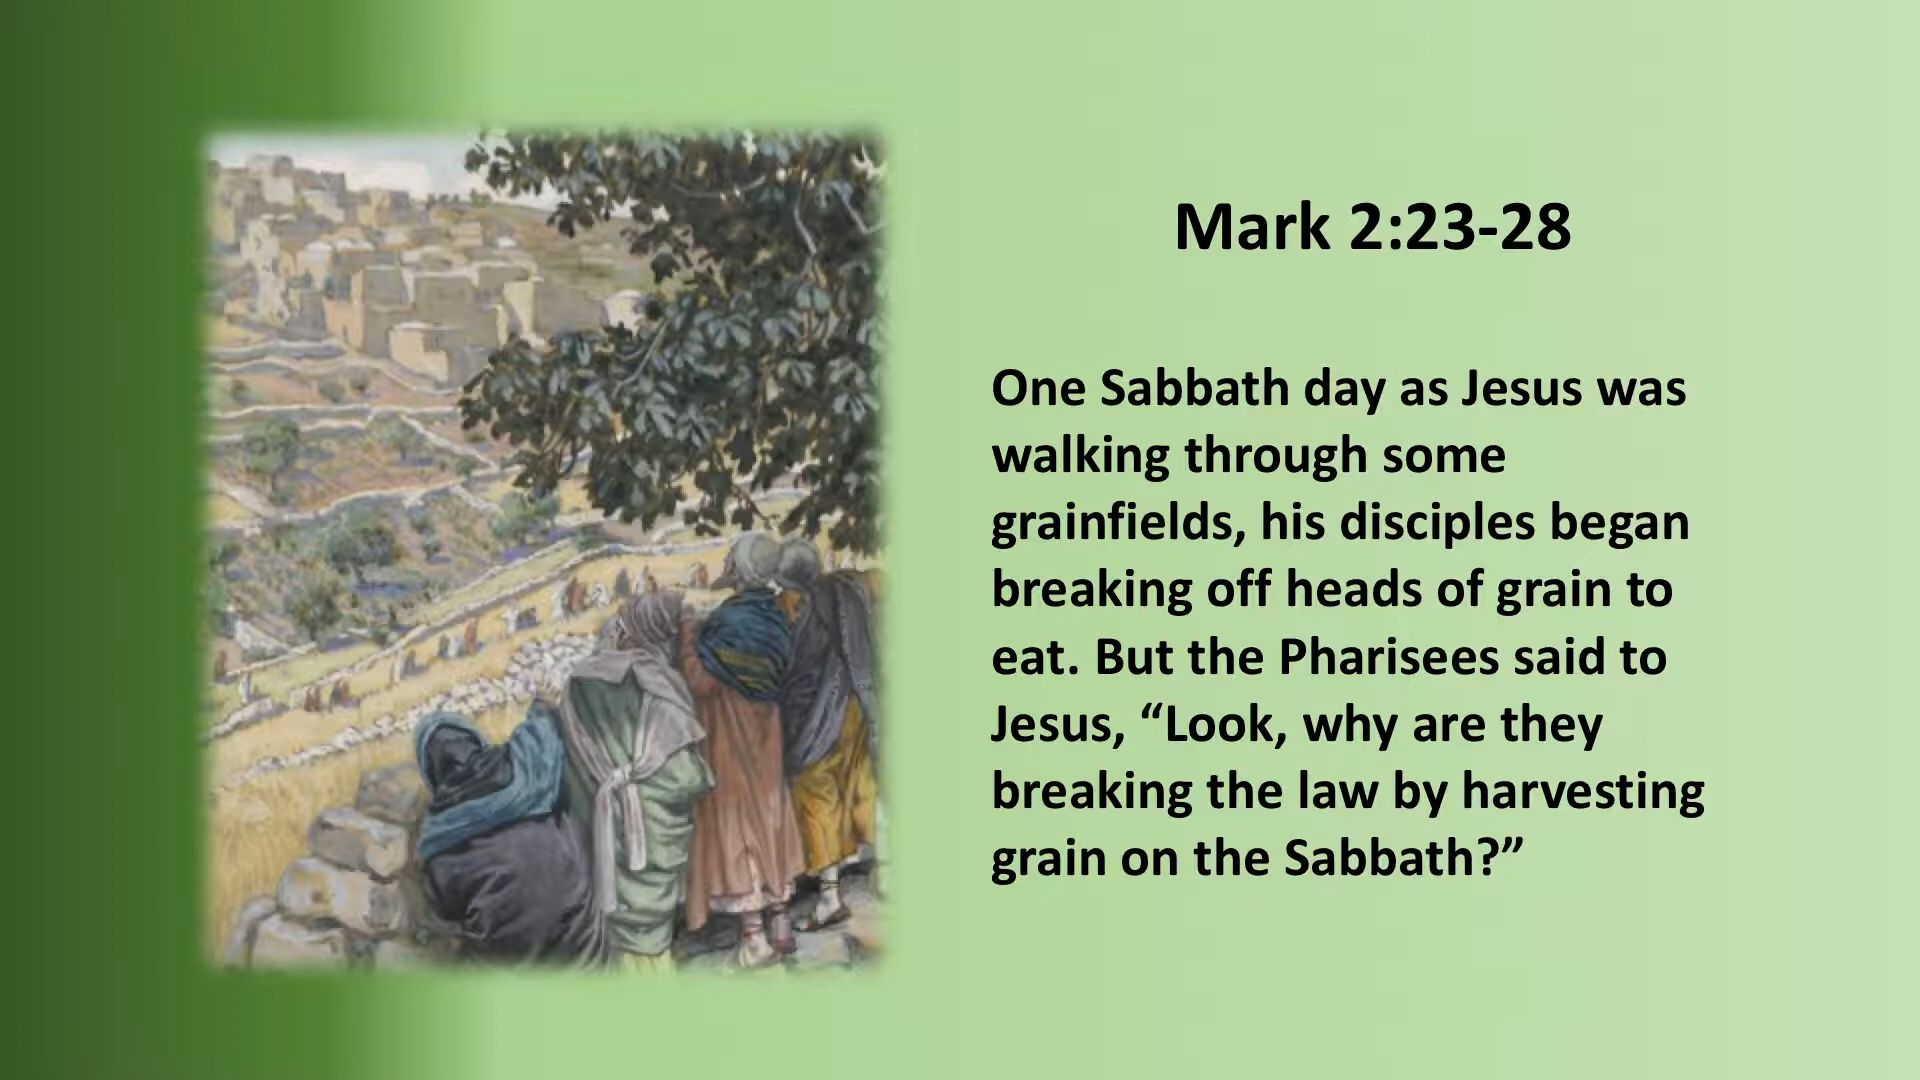 Mark 2:23-28
One Sabbath day as Jesus was
walking through some
grainfields, his disciples began
breaking off heads of grain to
eat. But the Pharisees said to
Jesus, “Look, why are they
breaking the law by harvesting
grain on the Sabbath?”